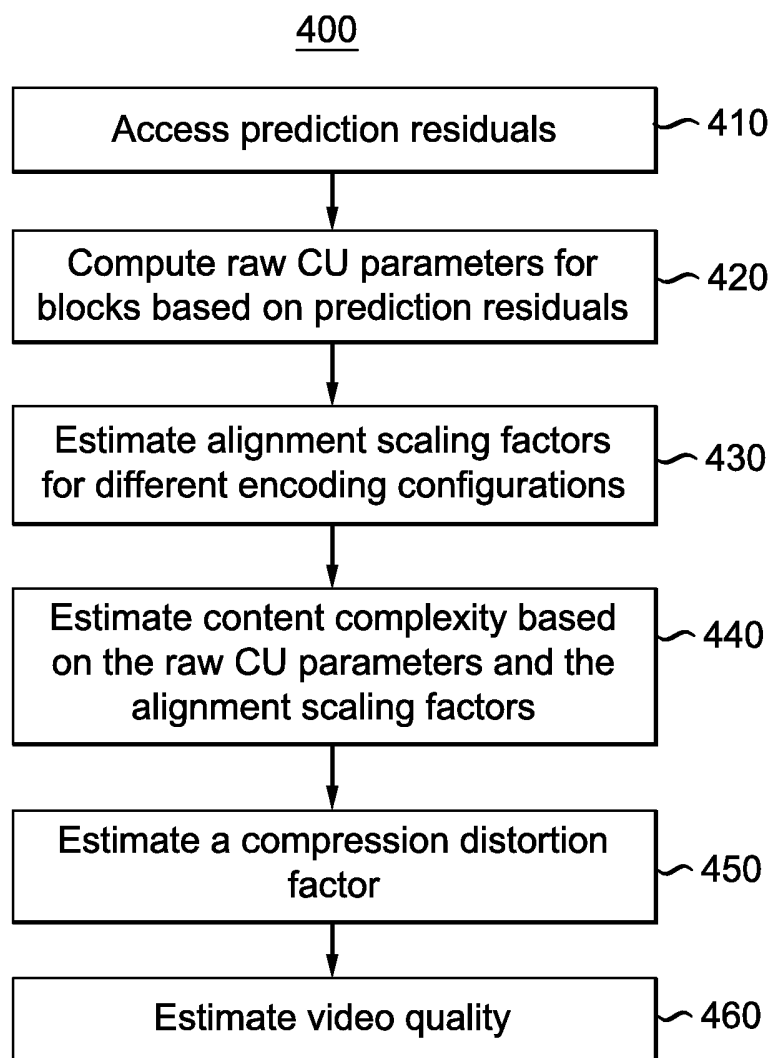 400
Access prediction residuals
410
Compute raw CU parameters for
blocks based on prediction residuals
420
Estimate alignment scaling factors
for different encoding configurations
430
Estimate content complexity based
on the raw CU parameters and the
alignment scaling factors
440
Estimate a compression distortion
factor
450
Estimate video quality
460